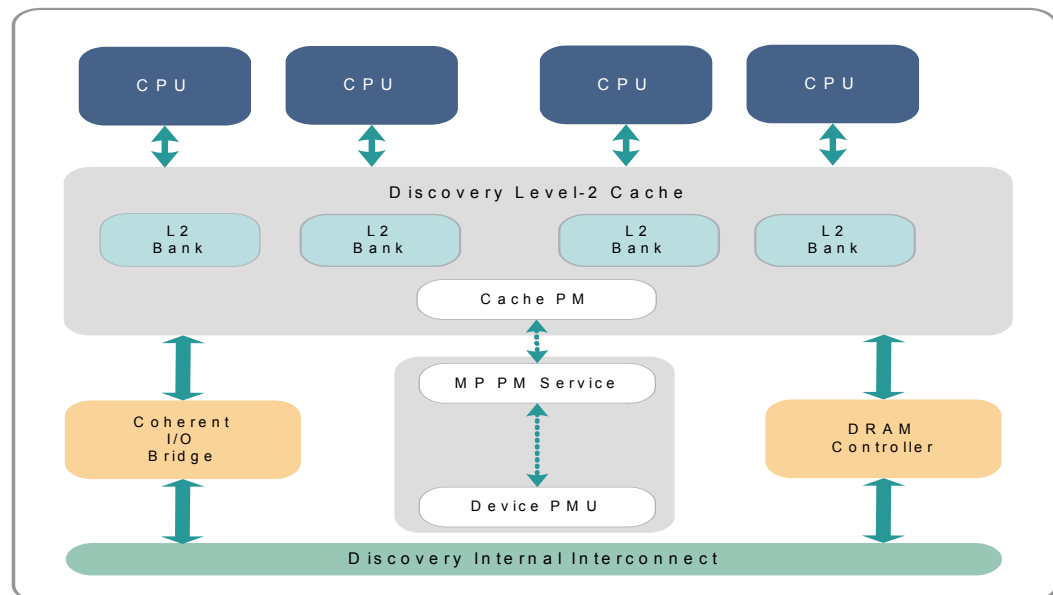 CPU
CPU
CPU
CPU
Discovery Level-2 Cache
L2
Bank
L2
Bank
L2
Bank
L2
Bank
Cache PM
MP PM Service
Coherent
I/O
Bridge
DRAM
Controller
Device PMU
Discovery Internal Interconnect